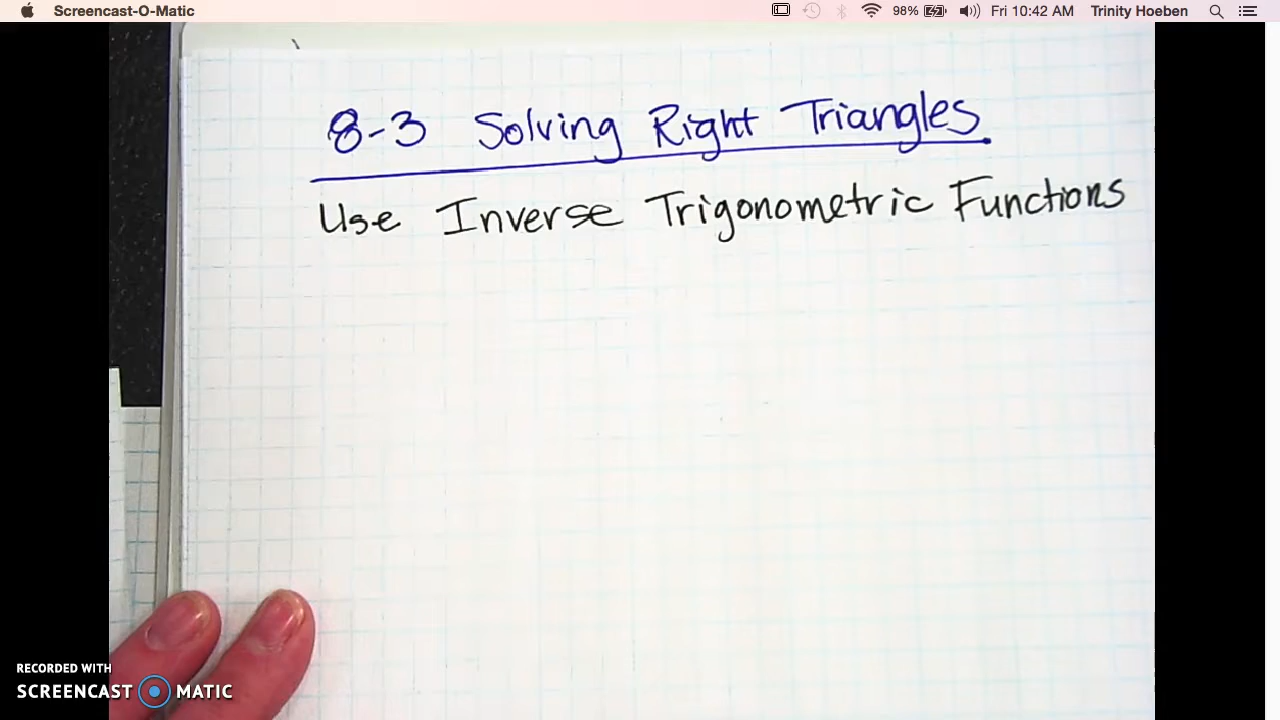 Screencast-O-Matic 98% Fri 10:42 AM Trinity Hoeben
8-3 Solving Right Triangles
Use Inverse Trigonometric Functions
RECORDED WITH
SCREENCAST MATIC